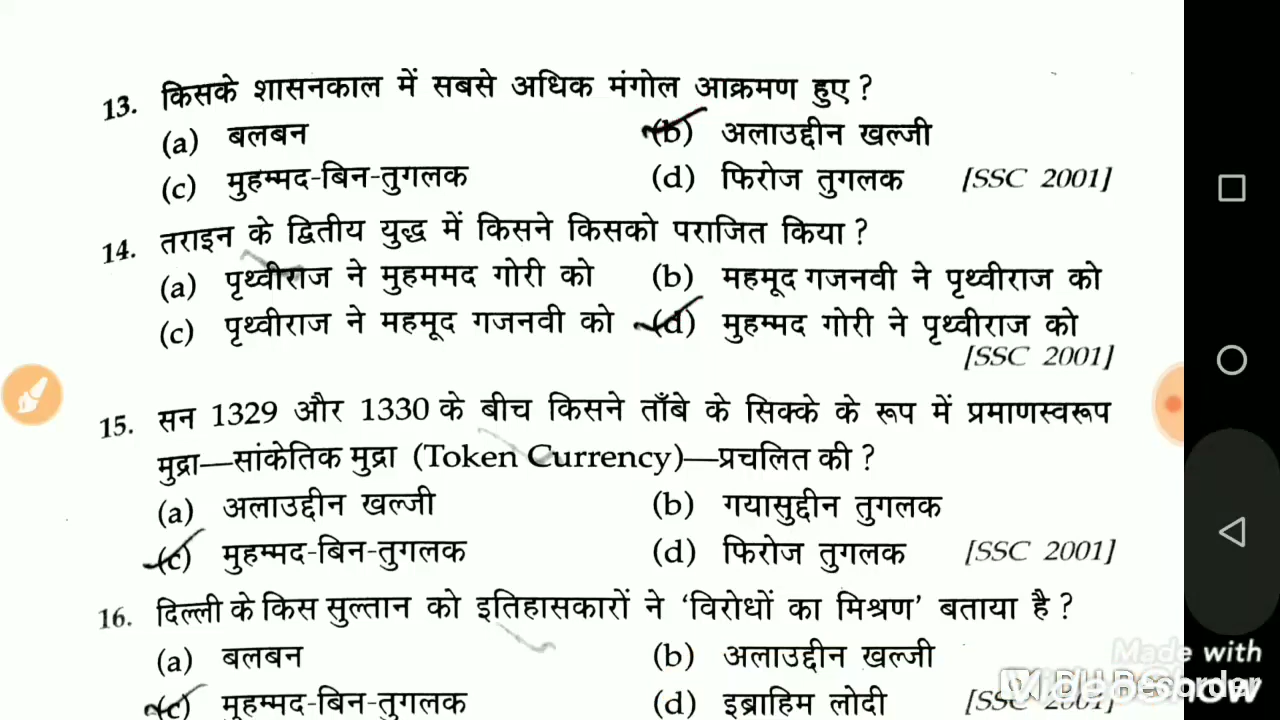 13. किसके शासनकाल में सबसे अधिक मंगोल आक्रमण हुए ?
(a) बलबन (b) अलाउद्दीन खल्जी
(c) मुहम्मद-बिन-तुगलक (d) फिरोज तुगलक [SSC 2001]
14. तराइन के द्वितीय युद्ध में किसने किसको पराजित किया ?
(a) पृथ्वीराज ने मुहममद गोरी को (b) महमूद गजनवी ने पृथ्वीराज को
(c) पृथ्वीराज ने महमूद गजनवी को (d) मुहम्मद गोरी ने पृथ्वीराज को
[SSC 2001]
15. सन 1329 और 1330 के बीच किसने ताँबे के सिक्के के रूप में प्रमाणस्वरूप
मुद्रा—सांकेतिक मुद्रा (Token Currency)—प्रचलित की ?
(a) अलाउद्दीन खल्जी (b) गयासुद्दीन तुगलक
(c) मुहम्मद-बिन-तुगलक (d) फिरोज तुगलक [SSC 2001]
16. दिल्ली के किस सुल्तान को इतिहासकारों ने ‘विरोधों का मिश्रण’ बताया है ?
(a) बलबन (b) अलाउद्दीन खल्जी
Made with
(c) मुहम्मद-बिन-तुगलक (d) इब्राहिम लोदी [SSC 2001]